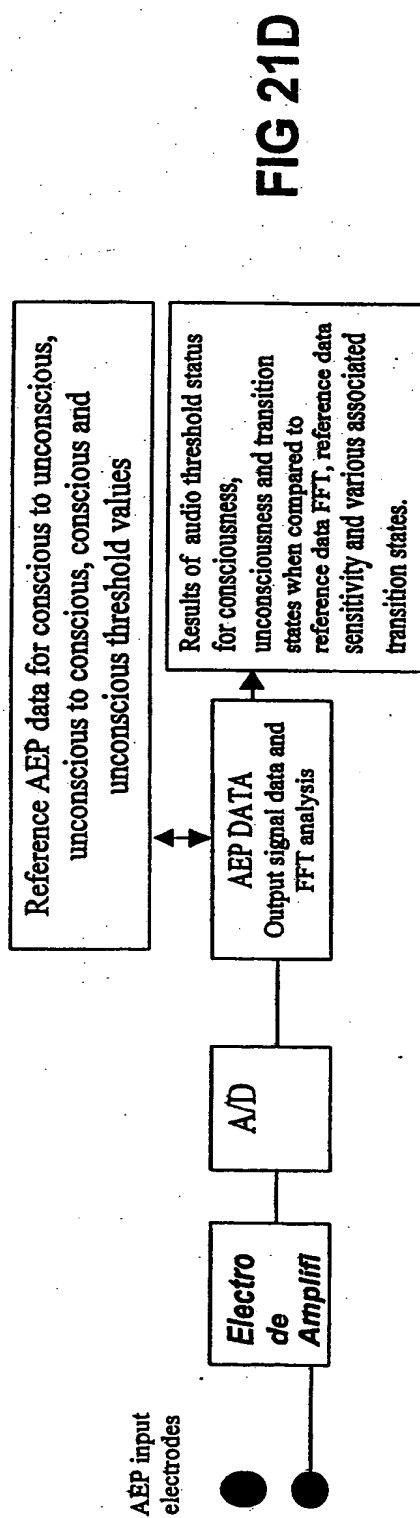 AEP input
electrodes
Electro
de
Amplifi
A/D
AEP DATA
Output signal data and
FFT analysis
Reference AEP data for conscious to unconscious,
unconscious to conscious, conscious and
unconscious threshold values
Results of audio threshold status
for consciousness,
unconsciousness and transition
states when compared to
reference data FFT, reference data
sensitivity and various associated
transition states.
FIG 21D